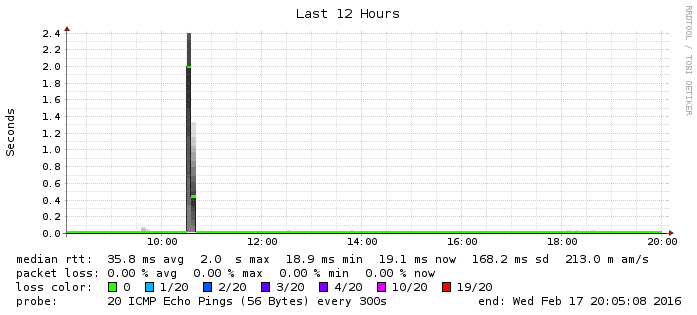 Last 12 Hours
RRDTOOL / TOBI OETIKER
Seconds
2.4
2.2
2.0
1.8
1.6
1.4
1.2
1.0
0.8
0.6
0.4
0.2
0.0
10:00 12:00 14:00 16:00 18:00 20:00
median rtt: 35.8 ms avg 2.0 s max 18.9 ms min 19.1 ms now 168.2 ms sd 213.0 m am/s
packet loss: 0.00 % avg 0.00 % max 0.00 % min 0.00 % now
loss color: 0 1/20 2/20 3/20 4/20 10/20 19/20
probe: 20 ICMP Echo Pings (56 Bytes) every 300s end: Wed Feb 17 20:05:08 2016